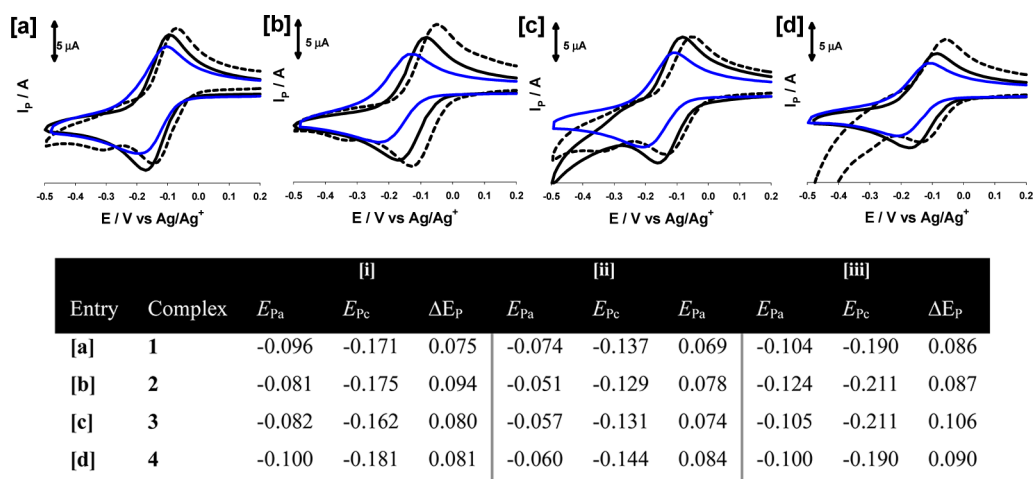 [a] [b] [c] [d]
5 μA 5 μA 5 μA 5 μA
I_P / A I_P / A I_P / A I_P / A
-0.5 -0.4 -0.3 -0.2 -0.1 0.0 0.1 0.2 -0.5 -0.4 -0.3 -0.2 -0.1 0.0 0.1 0.2 -0.5 -0.4 -0.3 -0.2 -0.1 0.0 0.1 0.2 -0.5 -0.4 -0.3 -0.2 -0.1 0.0 0.1 0.2
E / V vs Ag/Ag⁺ E / V vs Ag/Ag⁺ E / V vs Ag/Ag⁺ E / V vs Ag/Ag⁺
[i] [ii] [iii]
Entry Complex E_Pa E_Pc ΔE_P E_Pa E_Pc E_Pa E_Pa E_Pc ΔE_P
[a] 1 -0.096 -0.171 0.075 -0.074 -0.137 0.069 -0.104 -0.190 0.086
[b] 2 -0.081 -0.175 0.094 -0.051 -0.129 0.078 -0.124 -0.211 0.087
[c] 3 -0.082 -0.162 0.080 -0.057 -0.131 0.074 -0.105 -0.211 0.106
[d] 4 -0.100 -0.181 0.081 -0.060 -0.144 0.084 -0.100 -0.190 0.090